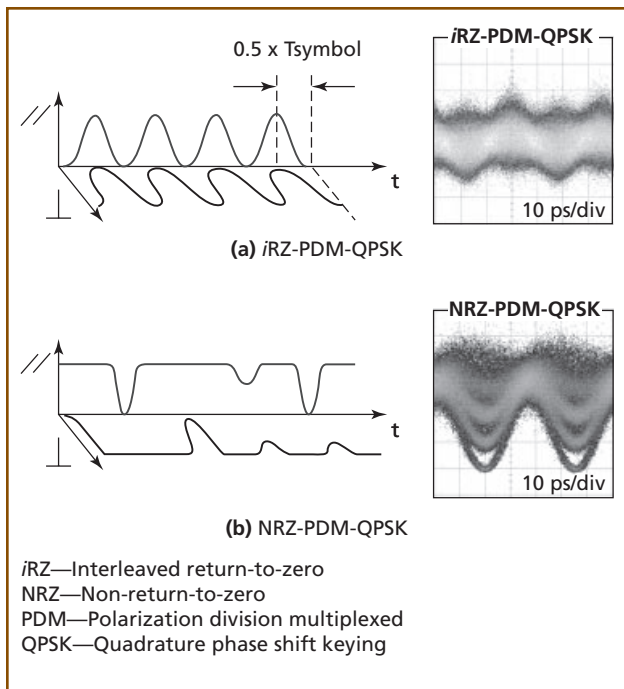 0.5 x Tsymbol
//
t
⊥
iRZ-PDM-QPSK
10 ps/div
(a) iRZ-PDM-QPSK
//
t
⊥
NRZ-PDM-QPSK
10 ps/div
(b) NRZ-PDM-QPSK
iRZ—Interleaved return-to-zero
NRZ—Non-return-to-zero
PDM—Polarization division multiplexed
QPSK—Quadrature phase shift keying